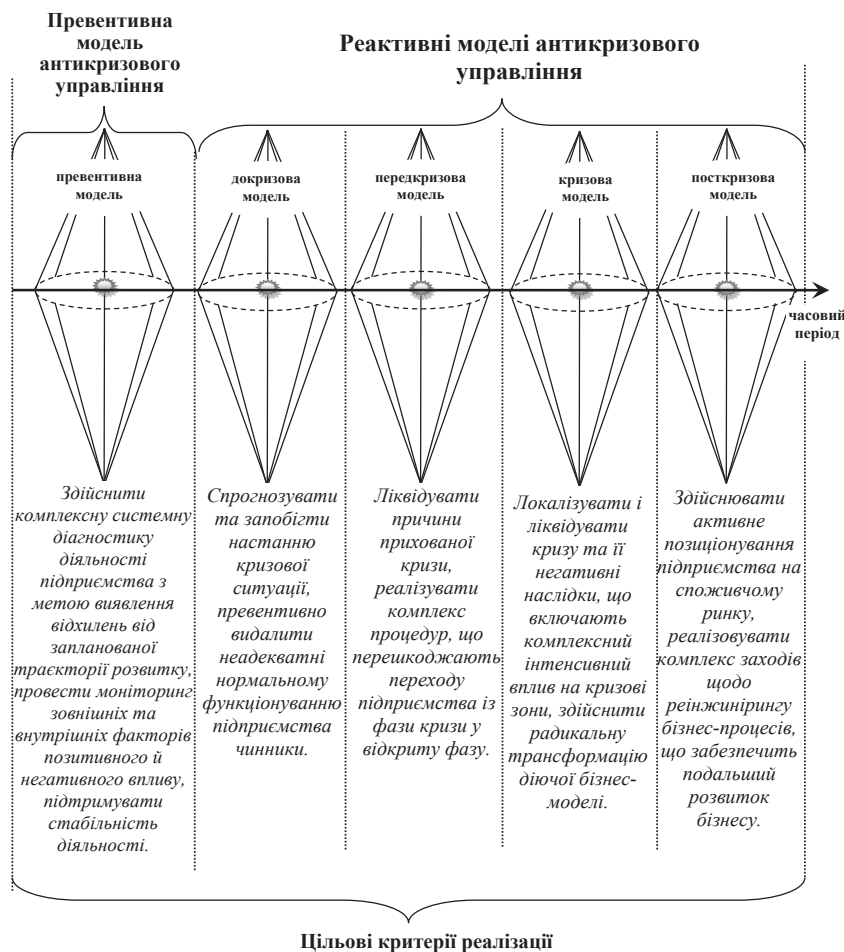 Превентивна
модель
антикризового
управління
Реактивні моделі антикризового
управління
превентивна
модель
докризова
модель
передкризова
модель
кризова
модель
посткризова
модель
часовий
період
Здійснити
комплексну системну
діагностику
діяльності
підприємства з
метою виявлення
відхилень від
запланованої
траєкторії розвитку,
провести моніторинг
зовнішніх та
внутрішніх факторів
позитивного й
негативного впливу,
підтримувати
стабільність
діяльності.
Спрогнозувати
та запобігти
настанню
кризової
ситуації,
превентивно
видалити
неадекватні
нормальному
функціонуванню
підприємства
чинники.
Ліквідувати
причини
прихованої
кризи,
реалізувати
комплекс
процедур, що
перешкоджають
переходу
підприємства із
фази кризи у
відкриту фазу.
Локалізувати і
ліквідувати
кризу та її
негативні
наслідки, що
включають
комплексний
інтенсивний
вплив на кризові
зони, здійснити
радикальну
трансформацію
діючої бізнес-
моделі.
Здійснювати
активне
позиціонування
підприємства на
споживчому
ринку,
реалізовувати
комплекс заходів
щодо
реінжинірингу
бізнес-процесів,
що забезпечить
подальший
розвиток
бізнесу.
Цільові критерії реалізації